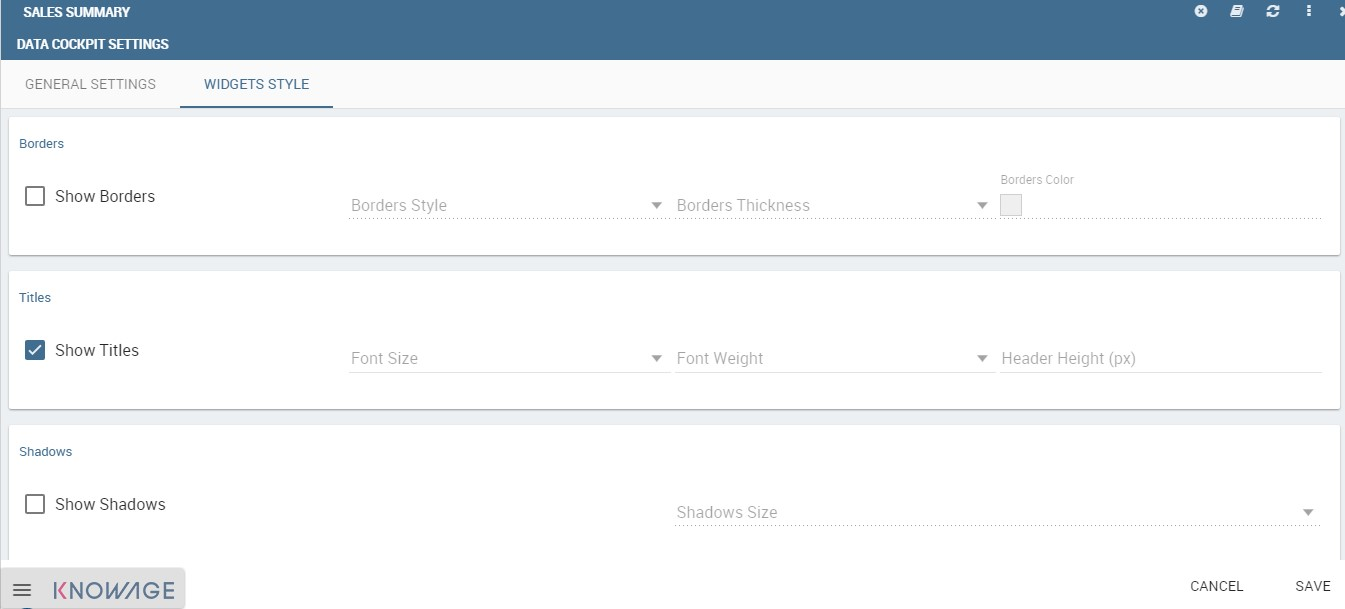 SALES SUMMARY
DATA COCKPIT SETTINGS
GENERAL SETTINGS WIDGETS STYLE
Borders
Show Borders Borders Style Borders Thickness Borders Color
Titles
Show Titles Font Size Font Weight Header Height (px)
Shadows
Show Shadows Shadows Size
KNOWAGE CANCEL SAVE